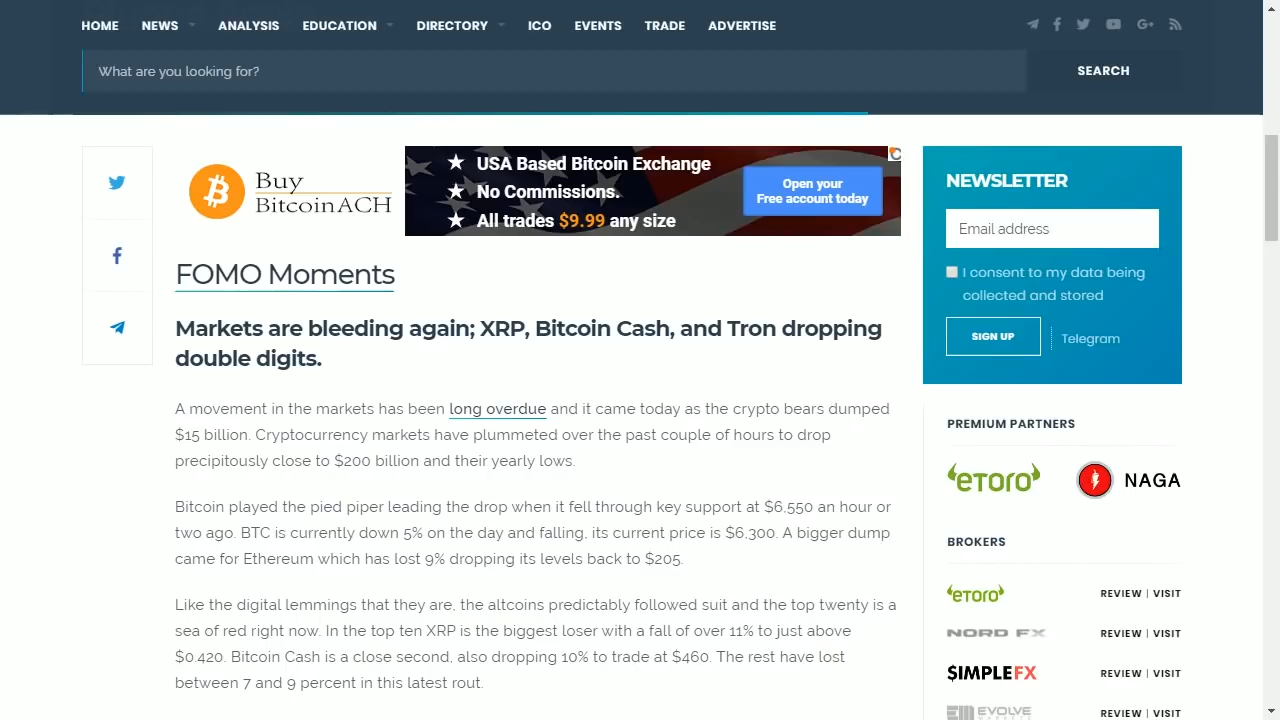 HOME NEWS ANALYSIS EDUCATION DIRECTORY ICO EVENTS TRADE ADVERTISE
What are you looking for?
SEARCH
Buy
BitcoinACH
★ USA Based Bitcoin Exchange
★ No Commissions.
★ All trades $9.99 any size
Open your
Free account today
FOMO Moments
Markets are bleeding again; XRP, Bitcoin Cash, and Tron dropping
double digits.
A movement in the markets has been long overdue and it came today as the crypto bears dumped
$15 billion. Cryptocurrency markets have plummeted over the past couple of hours to drop
precipitously close to $200 billion and their yearly lows.
Bitcoin played the pied piper leading the drop when it fell through key support at $6,550 an hour or
two ago. BTC is currently down 5% on the day and falling, its current price is $6,300. A bigger dump
came for Ethereum which has lost 9% dropping its levels back to $205.
Like the digital lemmings that they are, the altcoins predictably followed suit and the top twenty is a
sea of red right now. In the top ten XRP is the biggest loser with a fall of over 11% to just above
$0.420. Bitcoin Cash is a close second, also dropping 10% to trade at $460. The rest have lost
between 7 and 9 percent in this latest rout.
NEWSLETTER
Email address
I consent to my data being
collected and stored
SIGN UP
Telegram
PREMIUM PARTNERS
eToro
NAGA
BROKERS
eToro REVIEW | VISIT
NORD FX REVIEW | VISIT
$IMPLEFX REVIEW | VISIT
EVOLVE REVIEW | VISIT